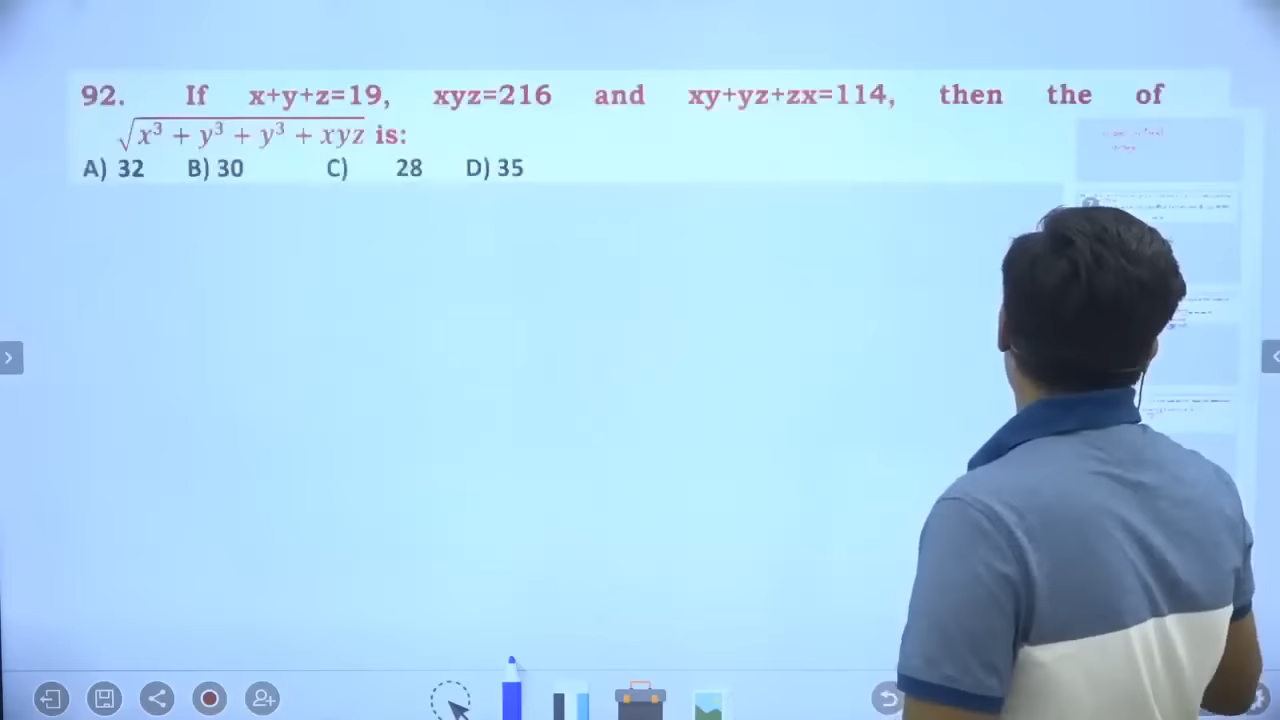 92. If x+y+z=19, xyz=216 and xy+yz+zx=114, then the of
√x³ + y³ + y³ + xyz is:
A) 32 B) 30 C) 28 D) 35